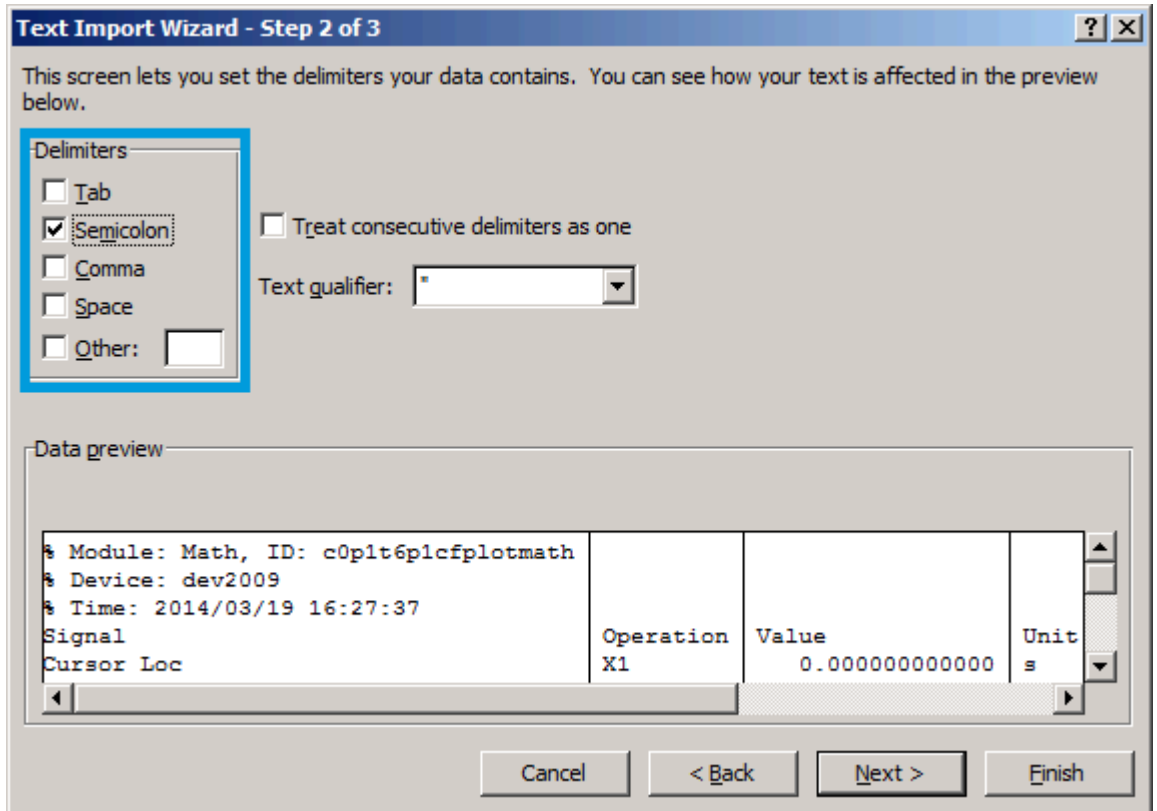 Text Import Wizard - Step 2 of 3
This screen lets you set the delimiters your data contains. You can see how your text is affected in the preview
below.
Delimiters
Tab
Semicolon
Comma
Space
Other:
Treat consecutive delimiters as one
Text qualifier: "
Data preview
% Module: Math, ID: c0p1t6p1cfplotmath
% Device: dev2009
% Time: 2014/03/19 16:27:37
Signal Operation Value Unit
Cursor Loc X1 0.000000000000 s
Cancel < Back Next > Finish